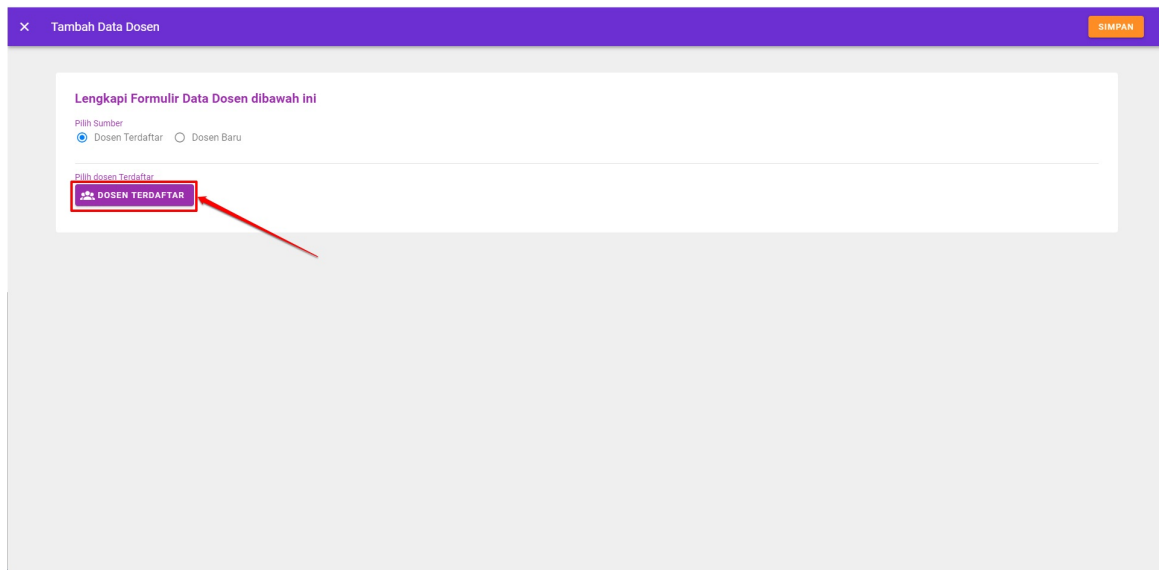 Tambah Data Dosen
SIMPAN
Lengkapi Formulir Data Dosen dibawah ini
Pilih Sumber
Dosen Terdaftar Dosen Baru
Pilih dosen Terdaftar
DOSEN TERDAFTAR